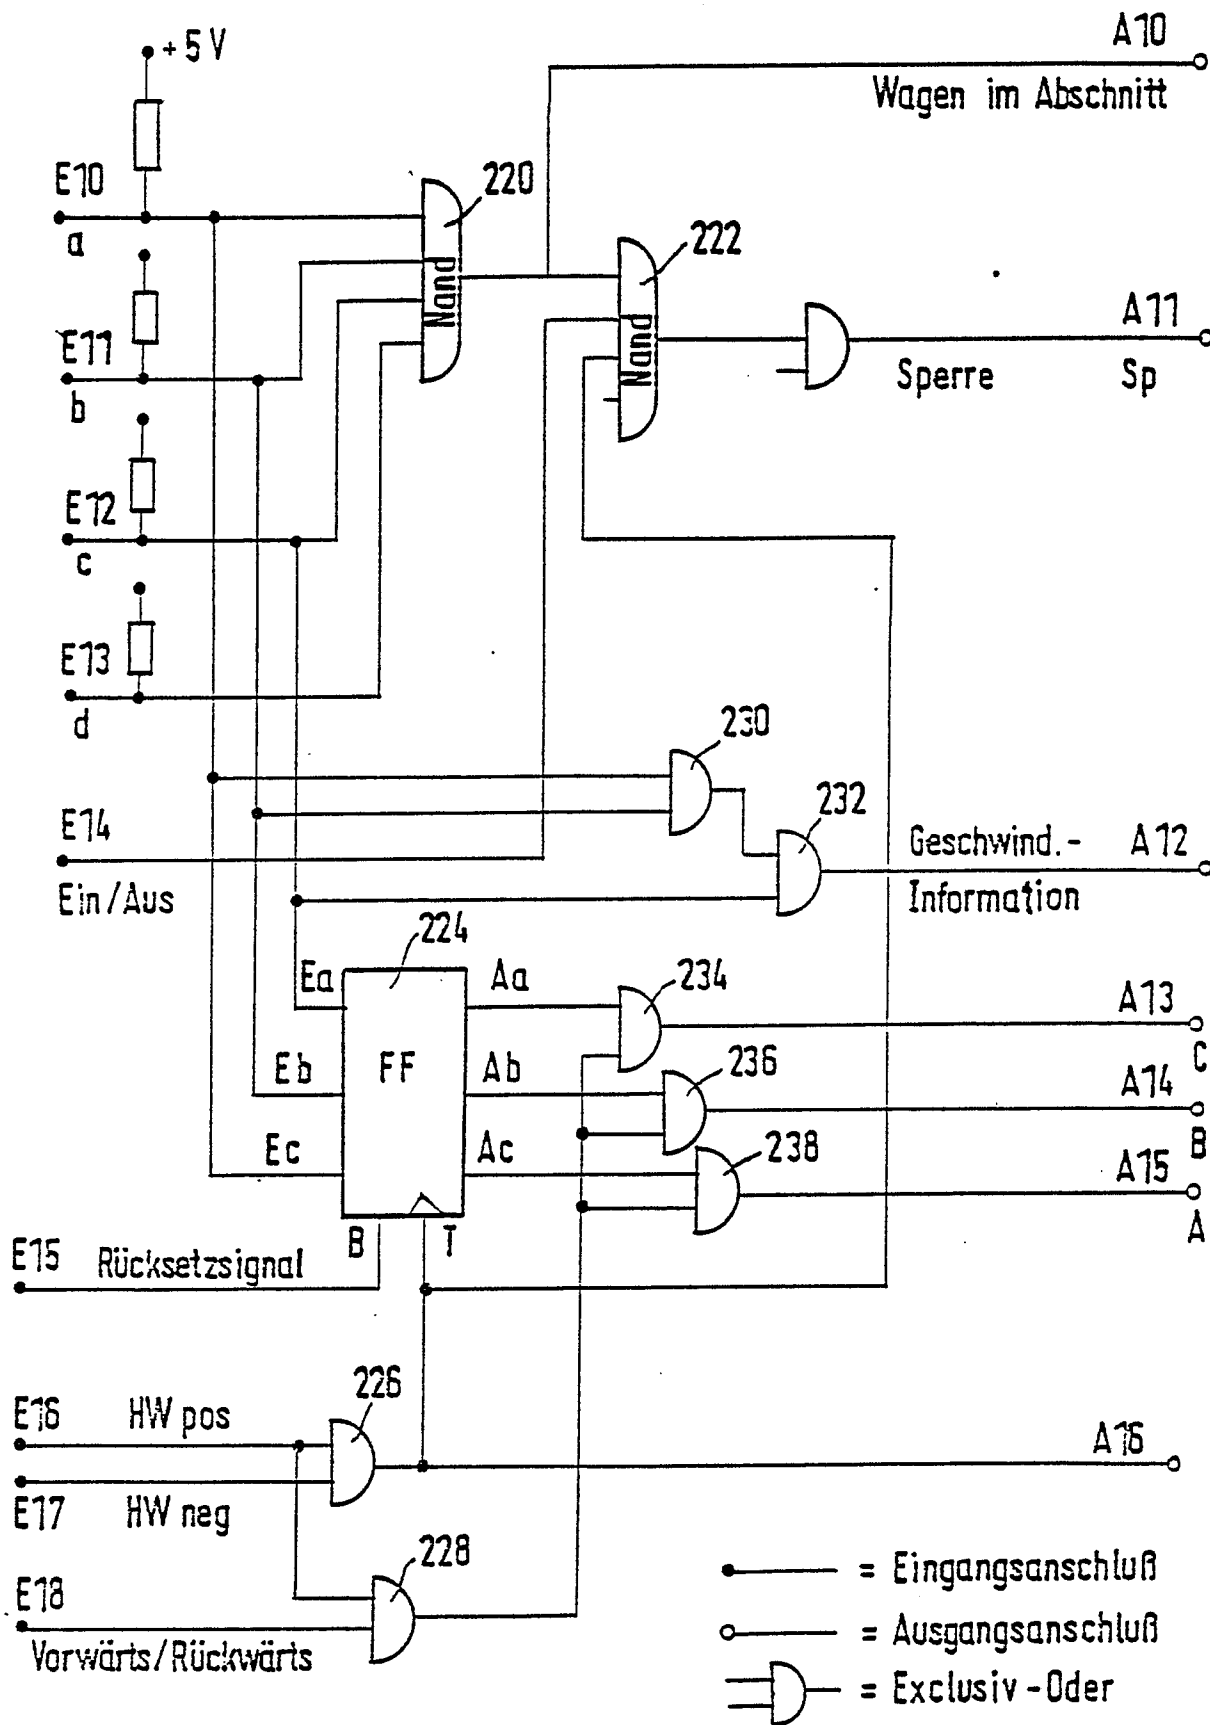 +5V
A10
Wagen im Abschnitt
E10
a
220
222
Nand
Nand
E11
b
A11
Sperre
Sp
E12
c
E13
d
230
232
E14
Ein/Aus
Geschwind.-
A12
Information
224
Ea
Aa
234
A13
C
Eb
FF
Ab
236
A14
B
Ec
Ac
238
A15
A
B
T
E15
Rücksetzsignal
226
E16
HW pos
A16
E17
HW neg
228
E18
Vorwärts/Rückwärts
= Eingangsanschluß
= Ausgangsanschluß
= Exclusiv-Oder